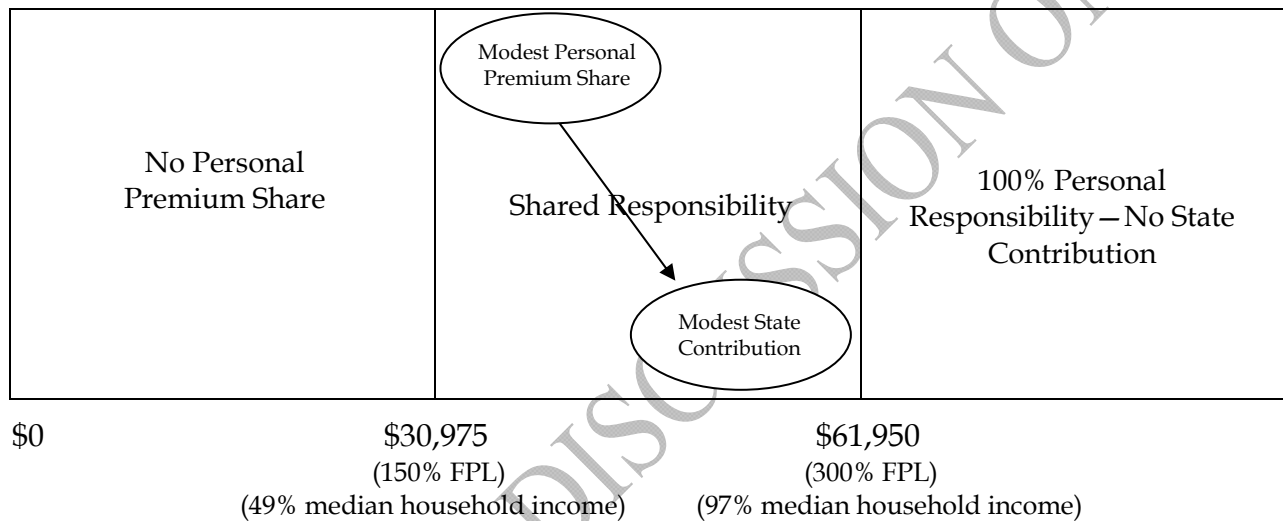 No Personal
Premium Share
Modest Personal
Premium Share
Shared Responsibility
Modest State
Contribution
100% Personal
Responsibility — No State
Contribution
$0
$30,975
(150% FPL)
(49% median household income)
$61,950
(300% FPL)
(97% median household income)
DISCUSSION